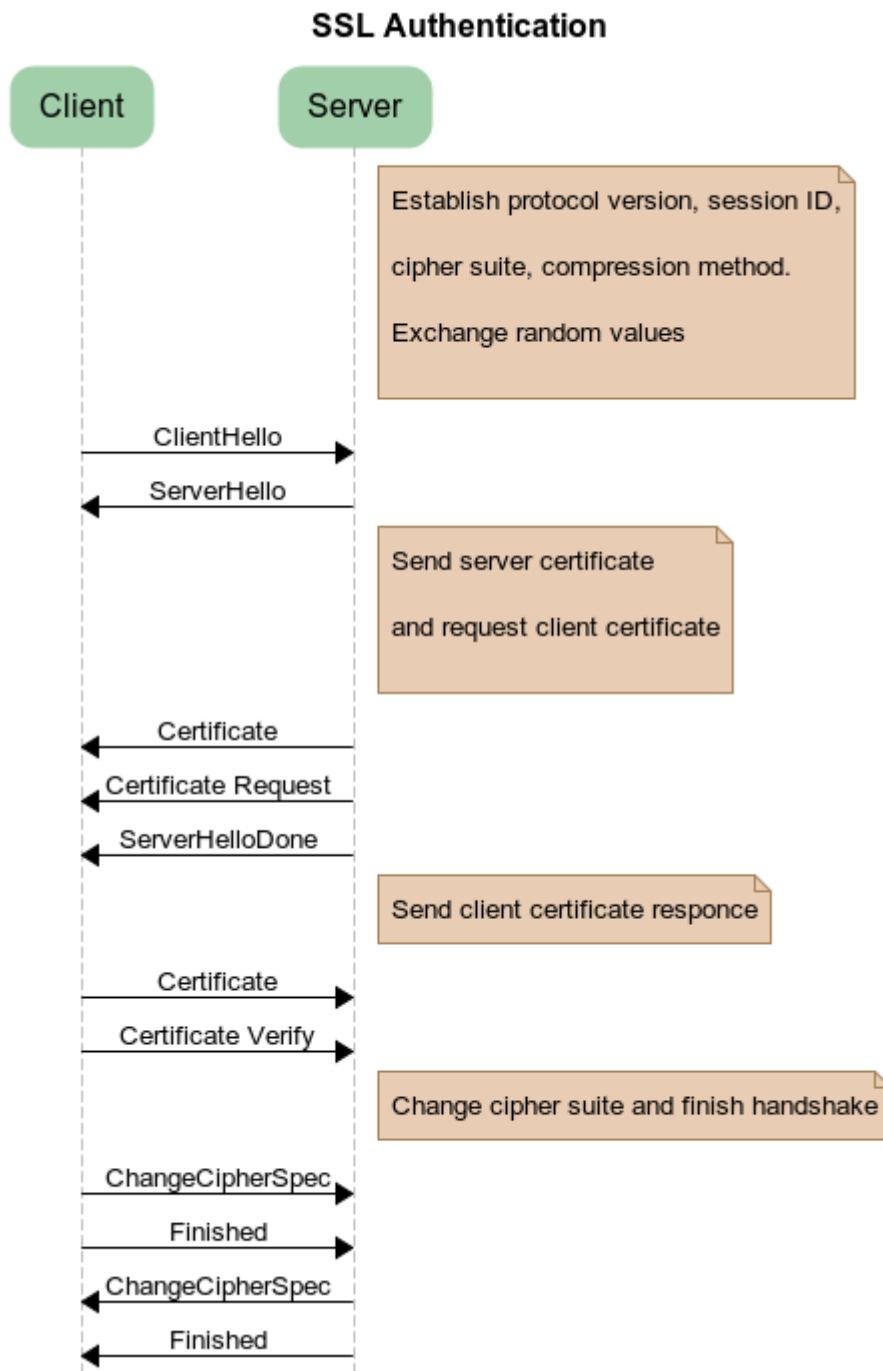 SSL Authentication
Client
Server
Establish protocol version, session ID,
cipher suite, compression method.
Exchange random values
ClientHello
ServerHello
Send server certificate
and request client certificate
Certificate
Certificate Request
ServerHelloDone
Send client certificate responce
Certificate
Certificate Verify
Change cipher suite and finish handshake
ChangeCipherSpec
Finished
ChangeCipherSpec
Finished